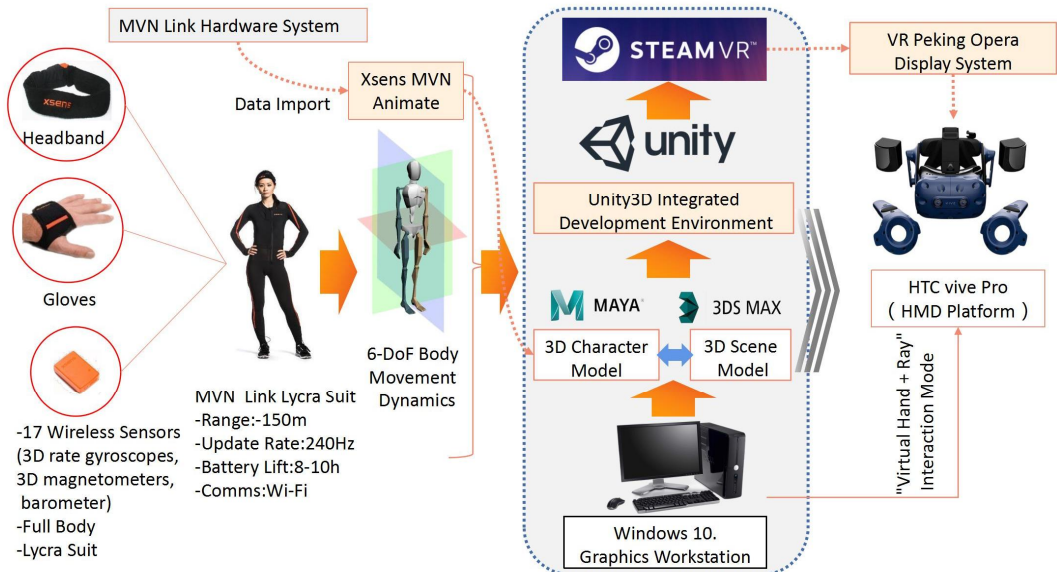 MVN Link Hardware System
xsens
Headband
Gloves
-17 Wireless Sensors
(3D rate gyroscopes,
3D magnetometers,
barometer)
-Full Body
-Lycra Suit
Data Import
Xsens MVN
Animate
MVN Link Lycra Suit
-Range:-150m
-Update Rate:240Hz
-Battery Lift:8-10h
-Comms:Wi-Fi
6-DoF Body
Movement
Dynamics
STEAMVR™
unity
Unity3D Integrated
Development Environment
MAYA®
3DS MAX
3D Character
Model
3D Scene
Model
Windows 10.
Graphics Workstation
VR Peking Opera
Display System
HTC vive Pro
( HMD Platform )
"Virtual Hand + Ray"
Interaction Mode